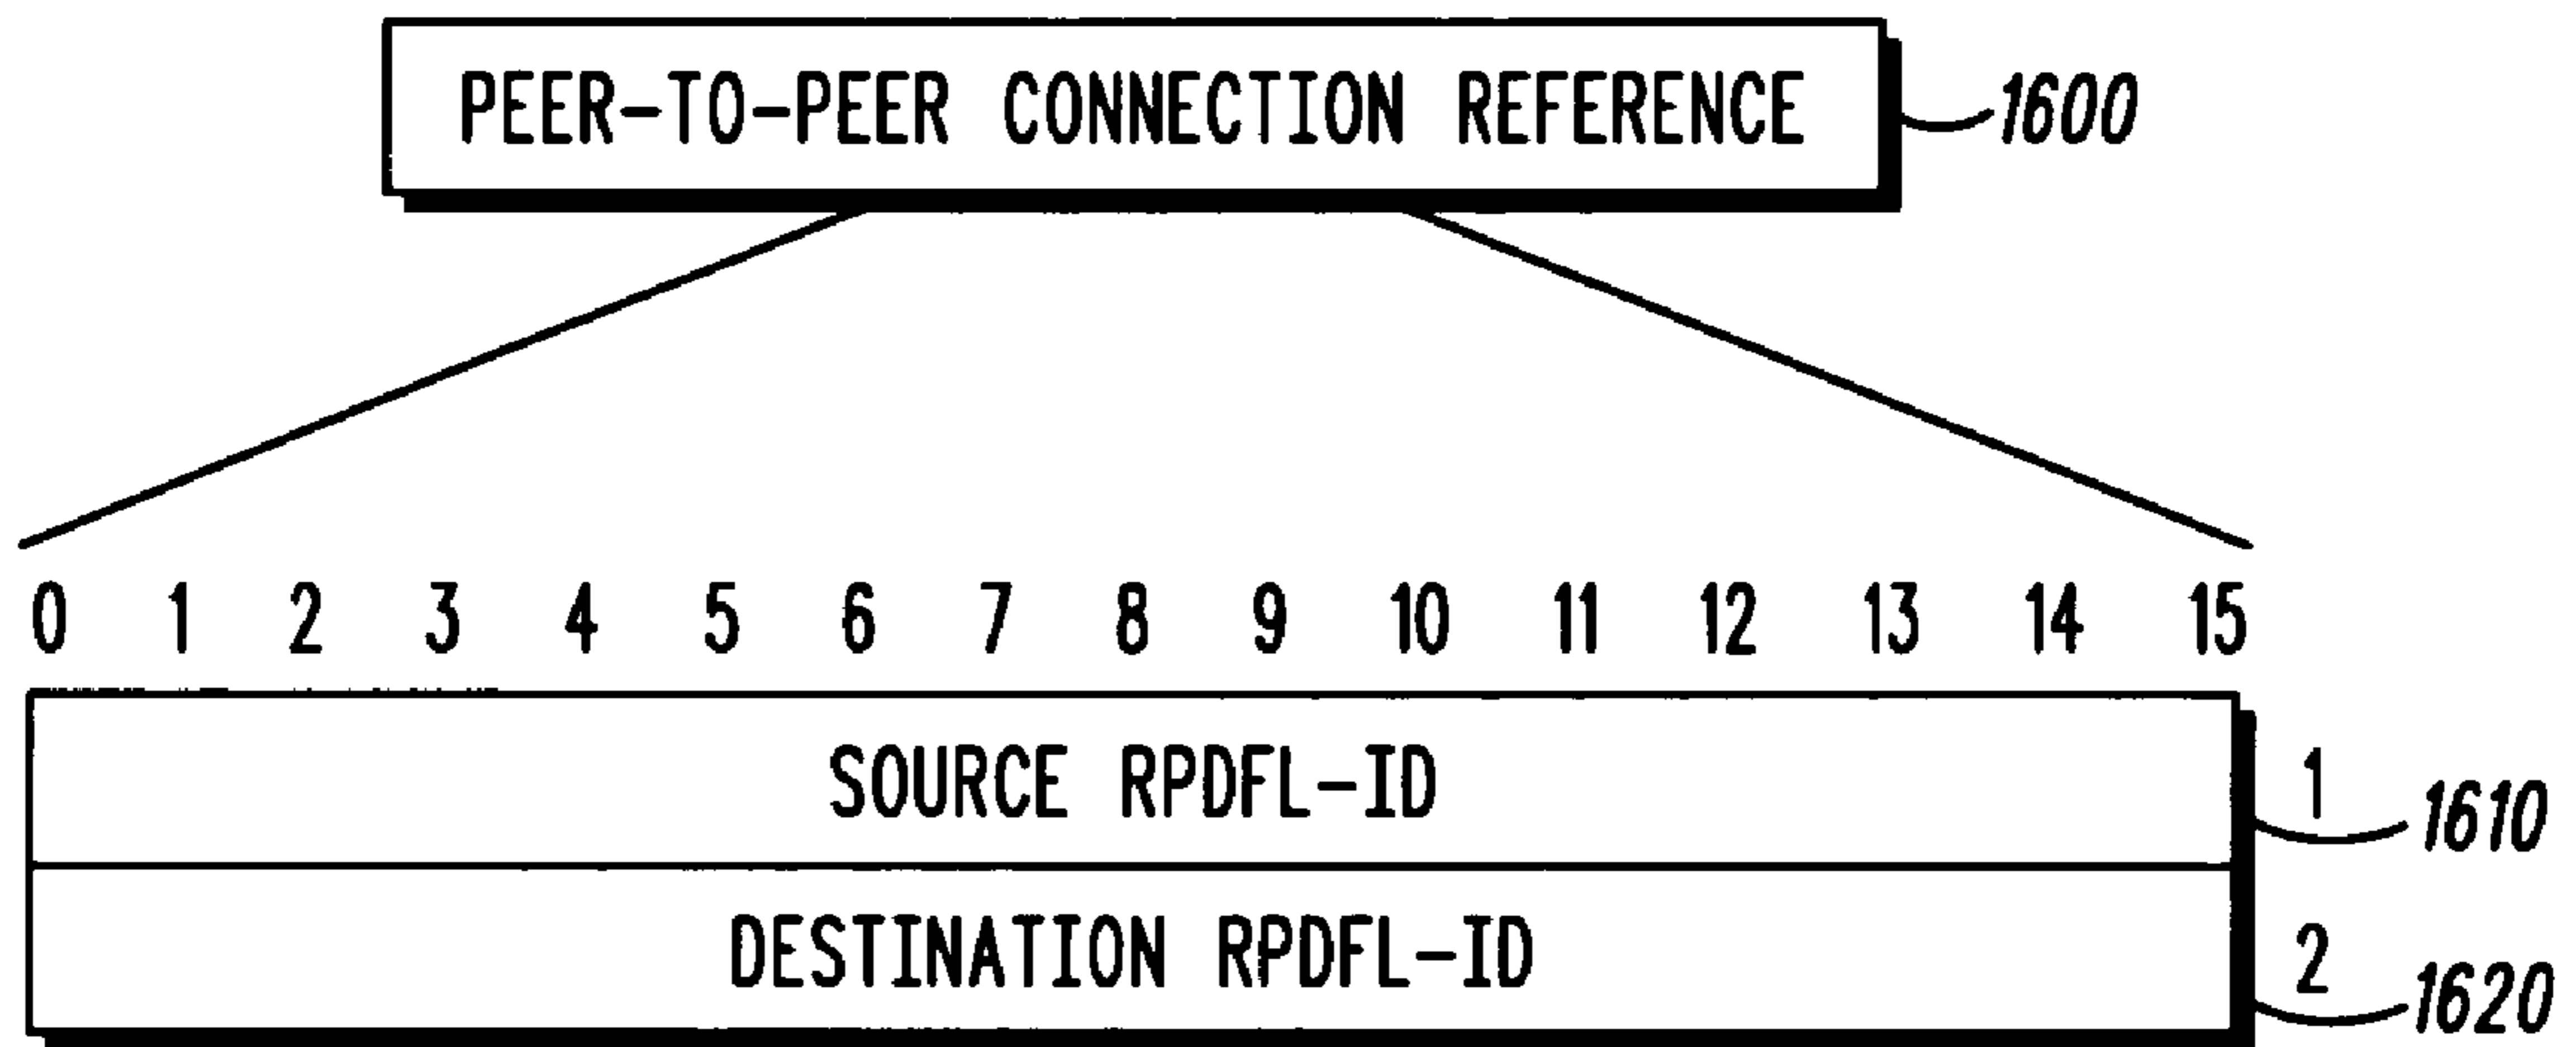 PEER-TO-PEER CONNECTION REFERENCE 1600
0 1 2 3 4 5 6 7 8 9 10 11 12 13 14 15
SOURCE RPDFL-ID 1 1610
DESTINATION RPDFL-ID 2 1620